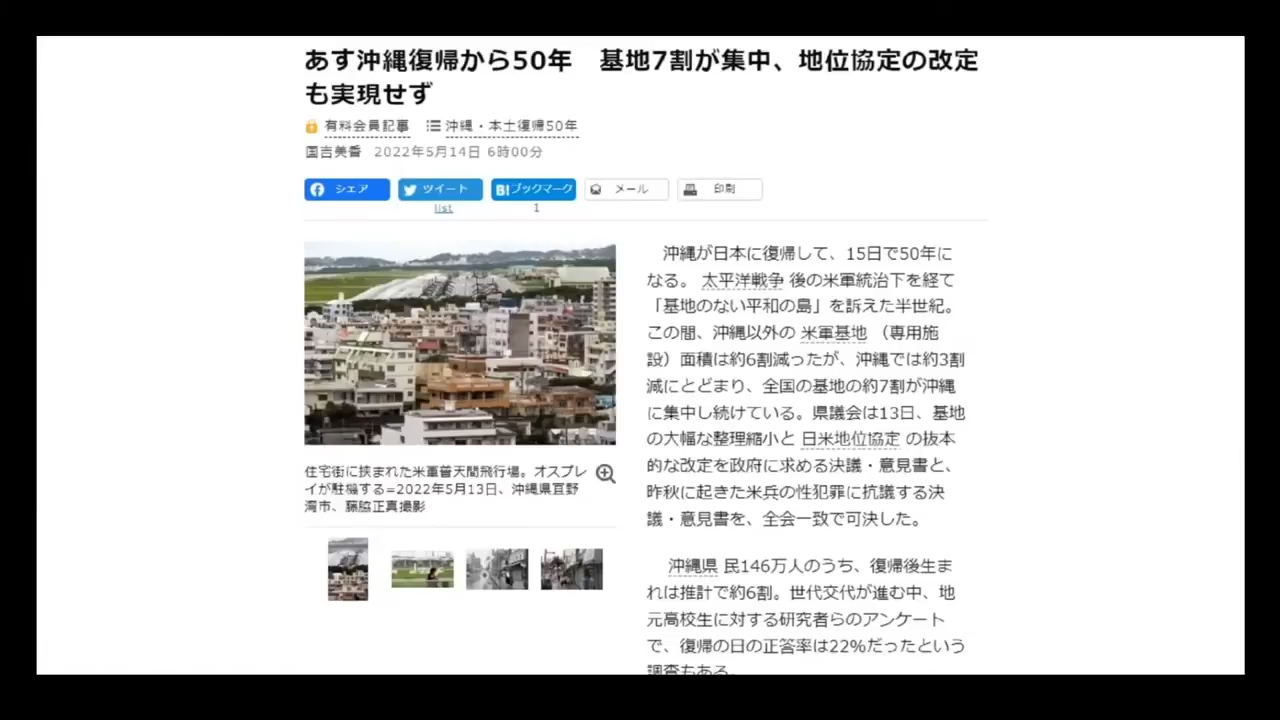 あす沖縄復帰から50年　基地7割が集中、地位協定の改定
も実現せず
有料会員記事　沖縄・本土復帰50年
国吉美香　2022年5月14日 6時00分
シェア
ツイート
B!ブックマーク
メール
印刷
list
1
沖縄が日本に復帰して、15日で50年に
なる。 太平洋戦争 後の米軍統治下を経て
「基地のない平和の島」を訴えた半世紀。
この間、沖縄以外の 米軍基地 （専用施
設）面積は約6割減ったが、沖縄では約3割
減にとどまり、全国の基地の約7割が沖縄
に集中し続けている。県議会は13日、基地
の大幅な整理縮小と 日米地位協定 の抜本
的な改定を政府に求める決議・意見書と、
昨秋に起きた米兵の性犯罪に抗議する決
議・意見書を、全会一致で可決した。
沖縄県 民146万人のうち、復帰後生ま
れは推計で約6割。世代交代が進む中、地
元高校生に対する研究者らのアンケート
で、復帰の日の正答率は22%だったという
調査もある。
住宅街に挟まれた米軍普天間飛行場。オスプレ
イが駐機する=2022年5月13日、沖縄県宜野
湾市、藤脇正真撮影